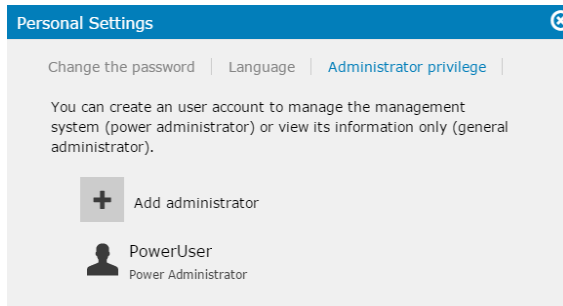 Personal Settings
Change the password
Language
Administrator privilege
You can create an user account to manage the management
system (power administrator) or view its information only (general
administrator).
Add administrator
PowerUser
Power Administrator